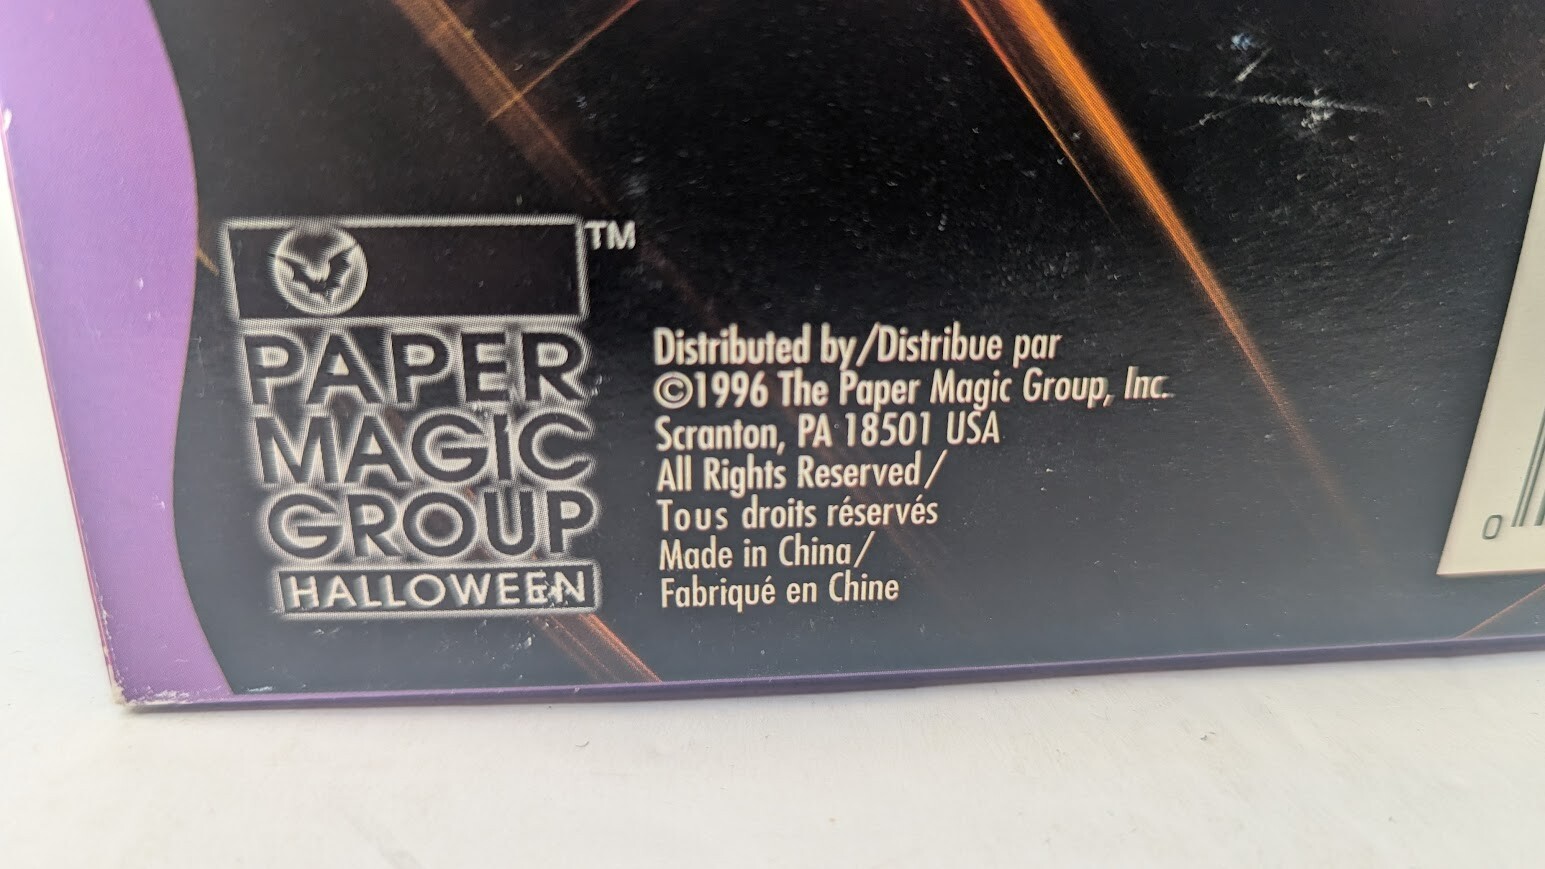 TM
PAPER
MAGIC
GROUP
HALLOWEEN
Distributed by/Distribue par
©1996 The Paper Magic Group, Inc.
Scranton, PA 18501 USA
All Rights Reserved/
Tous droits réservés
Made in China/
Fabriqué en Chine
0